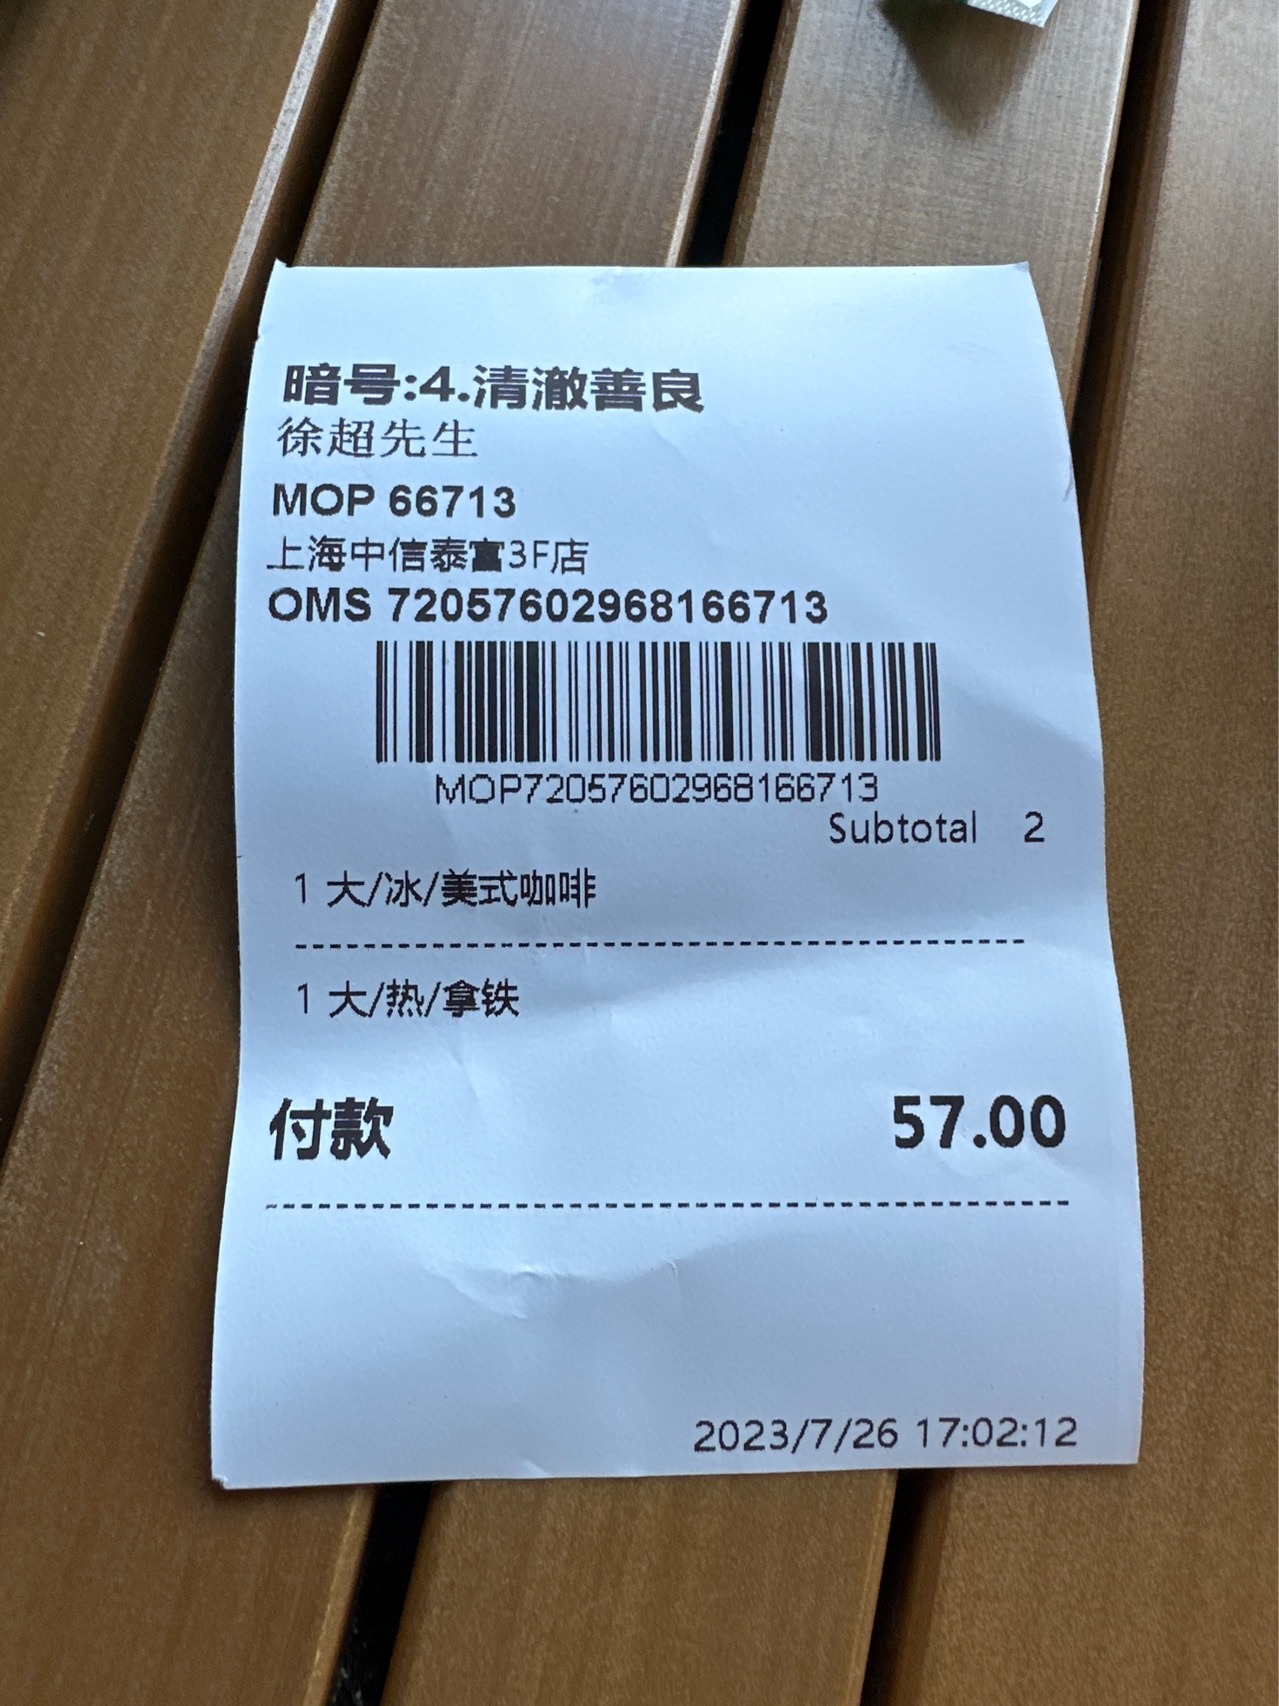 暗号:4.清澈善良
徐超先生
MOP 66713
上海中信泰富3F店
OMS 72057602968166713
MOP72057602968166713
Subtotal 2
1 大/冰/美式咖啡
1 大/热/拿铁
付款 57.00
2023/7/26 17:02:12